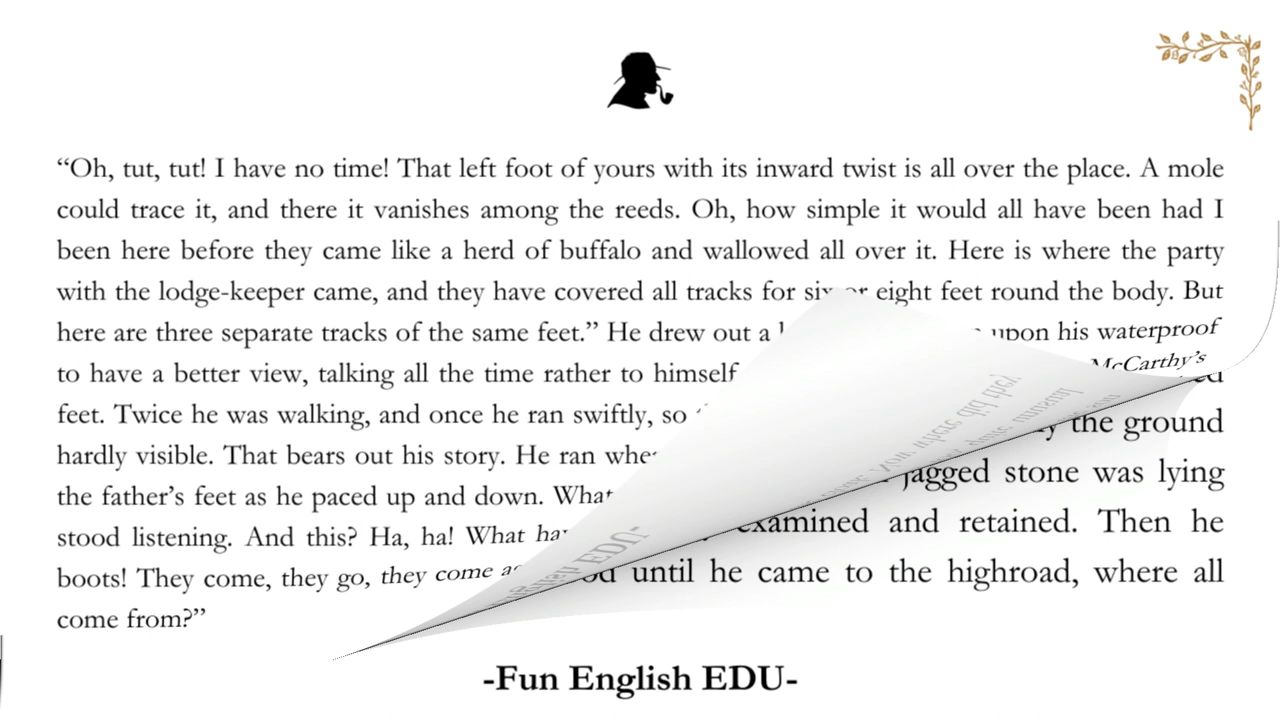 “Oh, tut, tut! I have no time! That left foot of yours with its inward twist is all over the place. A mole
could trace it, and there it vanishes among the reeds. Oh, how simple it would all have been had I
been here before they came like a herd of buffalo and wallowed all over it. Here is where the party
with the lodge-keeper came, and they have covered all tracks for six or eight feet round the body. But
here are three separate tracks of the same feet.” He drew out a upon his waterproof
to have a better view, talking all the time rather to himself McCarthy’s
feet. Twice he was walking, and once he ran swiftly, so the ground
hardly visible. That bears out his story. He ran jagged stone was lying
the father’s feet as he paced up and down. What examined and retained. Then he
stood listening. And this? Ha, ha! What
boots! They come, they go, they come until he came to the highroad, where all
come from?”
-Fun English EDU-